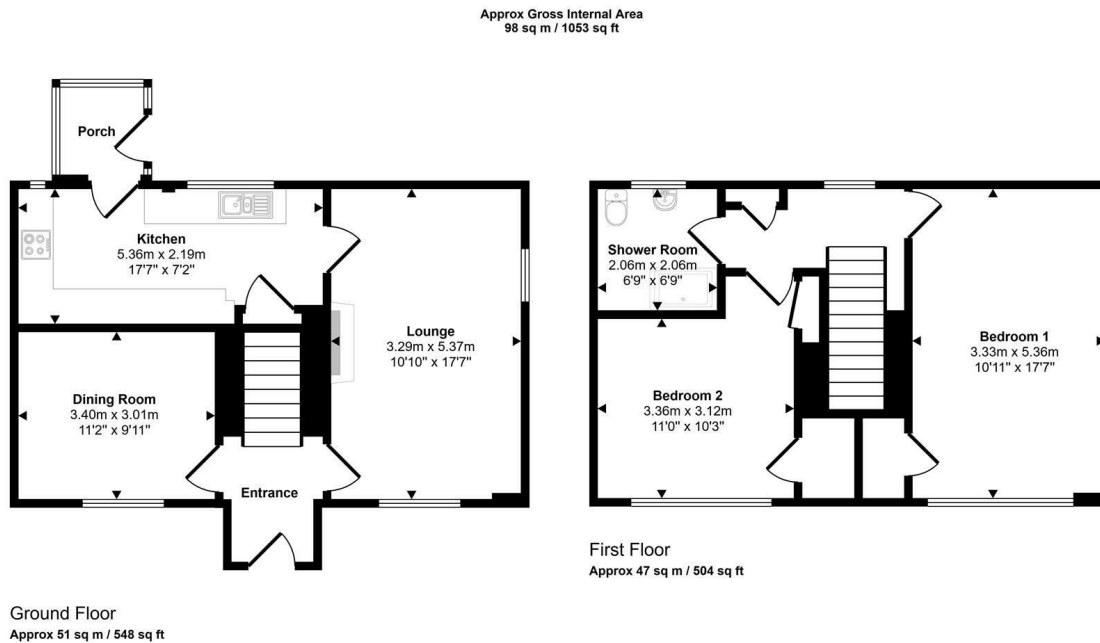 Approx Gross Internal Area
98 sq m / 1053 sq ft
Porch
Kitchen
5.36m x 2.19m
17'7" x 7'2"
Lounge
3.29m x 5.37m
10'10" x 17'7"
Dining Room
3.40m x 3.01m
11'2" x 9'11"
Entrance
Ground Floor
Approx 51 sq m / 548 sq ft
Shower Room
2.06m x 2.06m
6'9" x 6'9"
Bedroom 1
3.33m x 5.36m
10'11" x 17'7"
Bedroom 2
3.36m x 3.12m
11'0" x 10'3"
First Floor
Approx 47 sq m / 504 sq ft